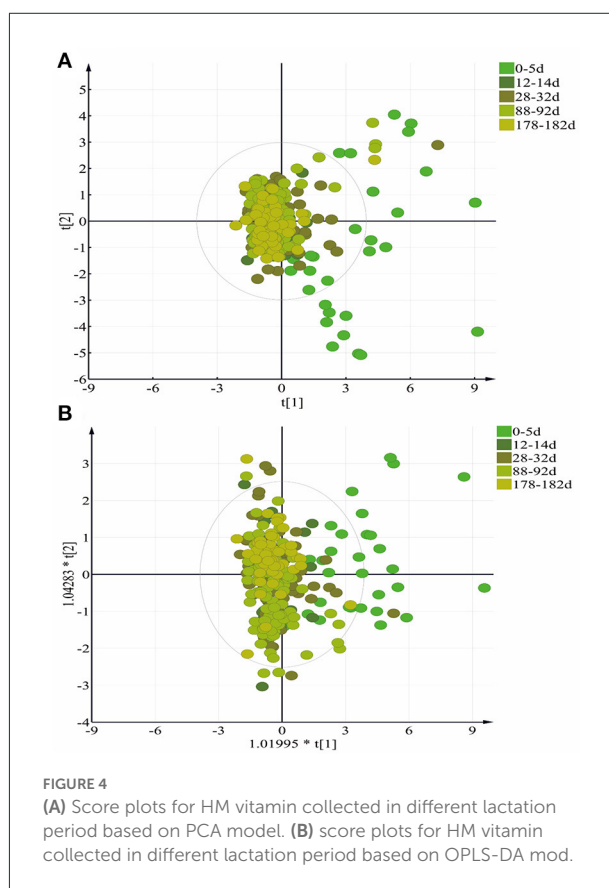 A
0-5d
12-14d
28-32d
88-92d
178-182d
5
4
3
2
1
0
-1
-2
-3
-4
-5
-6
t[2]
-9
-6
-3
0
3
6
9
t[1]
B
0-5d
12-14d
28-32d
88-92d
178-182d
3
2
1
0
-1
-2
-3
-4
1.04283 * t[2]
-9
-6
-3
0
3
6
9
1.01995 * t[1]
FIGURE 4
(A) Score plots for HM vitamin collected in different lactation
period based on PCA model. (B) score plots for HM vitamin
collected in different lactation period based on OPLS-DA mod.